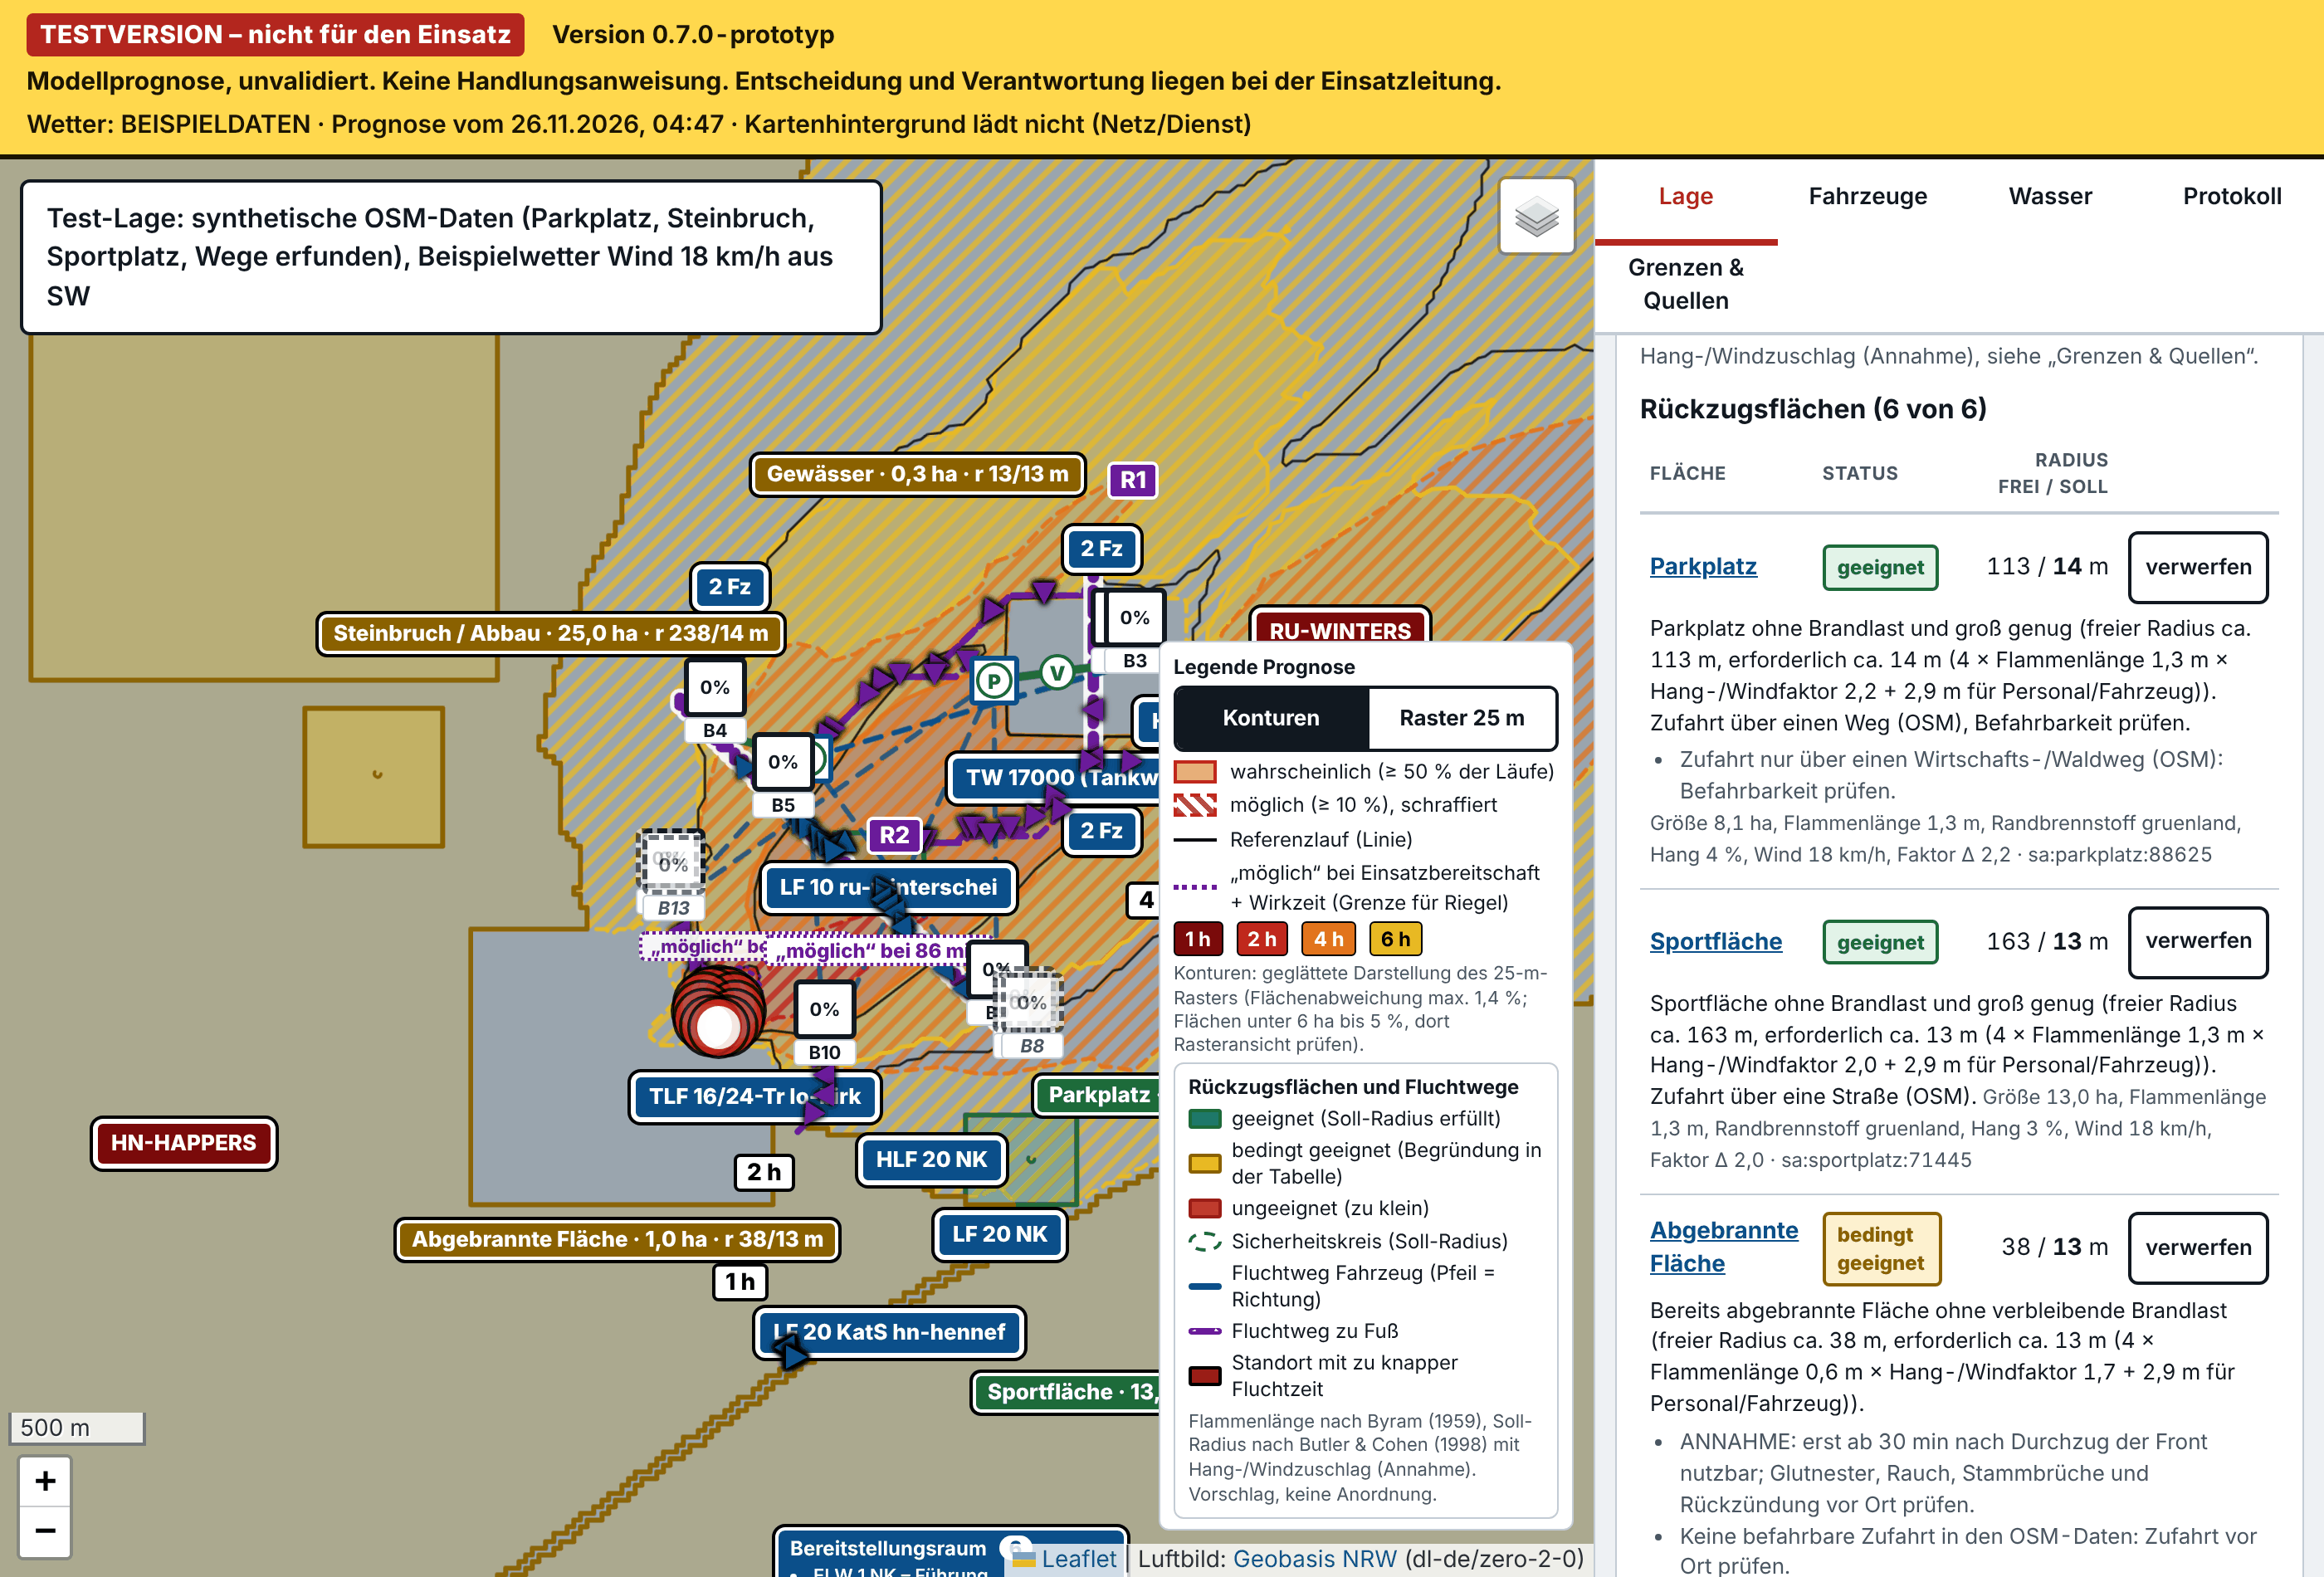 TESTVERSION – nicht für den Einsatz
Version 0.7.0-prototyp
Modellprognose, unvalidiert. Keine Handlungsanweisung. Entscheidung und Verantwortung liegen bei der Einsatzleitung.
Wetter: BEISPIELDATEN · Prognose vom 26.11.2026, 04:47 · Kartenhintergrund lädt nicht (Netz/Dienst)
Test-Lage: synthetische OSM-Daten (Parkplatz, Steinbruch,
Sportplatz, Wege erfunden), Beispielwetter Wind 18 km/h aus
SW
Gewässer · 0,3 ha · r 13/13 m
R1
2 Fz
2 Fz
Steinbruch / Abbau · 25,0 ha · r 238/14 m
RU-WINTERS
0%
B3
P
V
0%
B4
0%
B5
TW 17000 (Tankw
2 Fz
R2
0%
B13
LF 10 ru-interschei
4
„möglich“ be
„möglich“ bei 86 m
0%
0%
B8
0%
B10
TLF 16/24-Tr lo irk
Parkplatz
HN-HAPPERS
HLF 20 NK
2 h
LF 20 NK
Abgebrannte Fläche · 1,0 ha · r 38/13 m
1 h
LF 20 KatS hn-hennef
Sportfläche · 13,
500 m
+
−
Bereitstellungsraum
ELW 1 NK – Führung
Leaflet | Luftbild: Geobasis NRW (dl-de/zero-2-0)
Legende Prognose
Konturen
Raster 25 m
wahrscheinlich (≥ 50 % der Läufe)
möglich (≥ 10 %), schraffiert
Referenzlauf (Linie)
„möglich“ bei Einsatzbereitschaft
+ Wirkzeit (Grenze für Riegel)
1 h 2 h 4 h 6 h
Konturen: geglättete Darstellung des 25-m-
Rasters (Flächenabweichung max. 1,4 %;
Flächen unter 6 ha bis 5 %, dort
Rasteransicht prüfen).
Rückzugsflächen und Fluchtwege
geeignet (Soll-Radius erfüllt)
bedingt geeignet (Begründung in
der Tabelle)
ungeeignet (zu klein)
Sicherheitskreis (Soll-Radius)
Fluchtweg Fahrzeug (Pfeil =
Richtung)
Fluchtweg zu Fuß
Standort mit zu knapper
Fluchtzeit
Flammenlänge nach Byram (1959), Soll-
Radius nach Butler & Cohen (1998) mit
Hang-/Windzuschlag (Annahme).
Vorschlag, keine Anordnung.
Lage
Fahrzeuge
Wasser
Protokoll
Grenzen &
Quellen
Hang-/Windzuschlag (Annahme), siehe „Grenzen & Quellen“.
Rückzugsflächen (6 von 6)
FLÄCHE
STATUS
RADIUS
FREI / SOLL
Parkplatz
geeignet
113 / 14 m
verwerfen
Parkplatz ohne Brandlast und groß genug (freier Radius ca.
113 m, erforderlich ca. 14 m (4 × Flammenlänge 1,3 m ×
Hang-/Windfaktor 2,2 + 2,9 m für Personal/Fahrzeug)).
Zufahrt über einen Weg (OSM), Befahrbarkeit prüfen.
• Zufahrt nur über einen Wirtschafts-/Waldweg (OSM):
Befahrbarkeit prüfen.
Größe 8,1 ha, Flammenlänge 1,3 m, Randbrennstoff gruenland,
Hang 4 %, Wind 18 km/h, Faktor Δ 2,2 · sa:parkplatz:88625
Sportfläche
geeignet
163 / 13 m
verwerfen
Sportfläche ohne Brandlast und groß genug (freier Radius
ca. 163 m, erforderlich ca. 13 m (4 × Flammenlänge 1,3 m ×
Hang-/Windfaktor 2,0 + 2,9 m für Personal/Fahrzeug)).
Zufahrt über eine Straße (OSM). Größe 13,0 ha, Flammenlänge
1,3 m, Randbrennstoff gruenland, Hang 3 %, Wind 18 km/h,
Faktor Δ 2,0 · sa:sportplatz:71445
Abgebrannte
Fläche
bedingt
geeignet
38 / 13 m
verwerfen
Bereits abgebrannte Fläche ohne verbleibende Brandlast
(freier Radius ca. 38 m, erforderlich ca. 13 m (4 ×
Flammenlänge 0,6 m × Hang-/Windfaktor 1,7 + 2,9 m für
Personal/Fahrzeug)).
• ANNAHME: erst ab 30 min nach Durchzug der Front
nutzbar; Glutnester, Rauch, Stammbrüche und
Rückzündung vor Ort prüfen.
• Keine befahrbare Zufahrt in den OSM-Daten: Zufahrt vor
Ort prüfen.